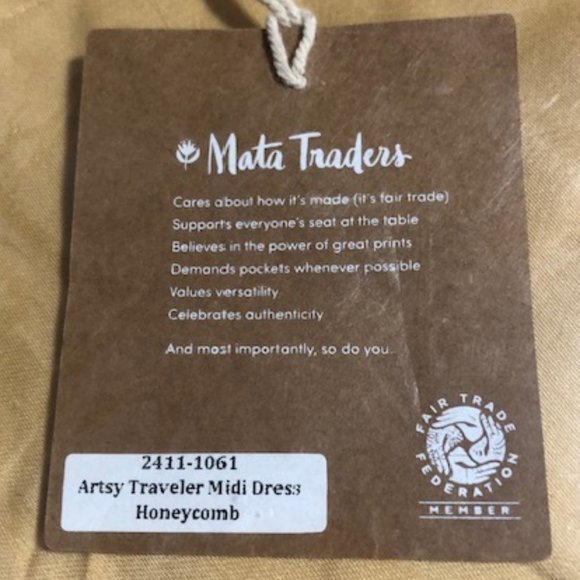 Mata Traders
Cares about how it's made (it's fair trade)
Supports everyone's seat at the table
Believes in the power of great prints
Demands pockets whenever possible
Values versatility
Celebrates authenticity
And most importantly, so do you.
FAIR TRADE
FEDERATION
MEMBER
2411-1061
Artsy Traveler Midi Dress
Honeycomb